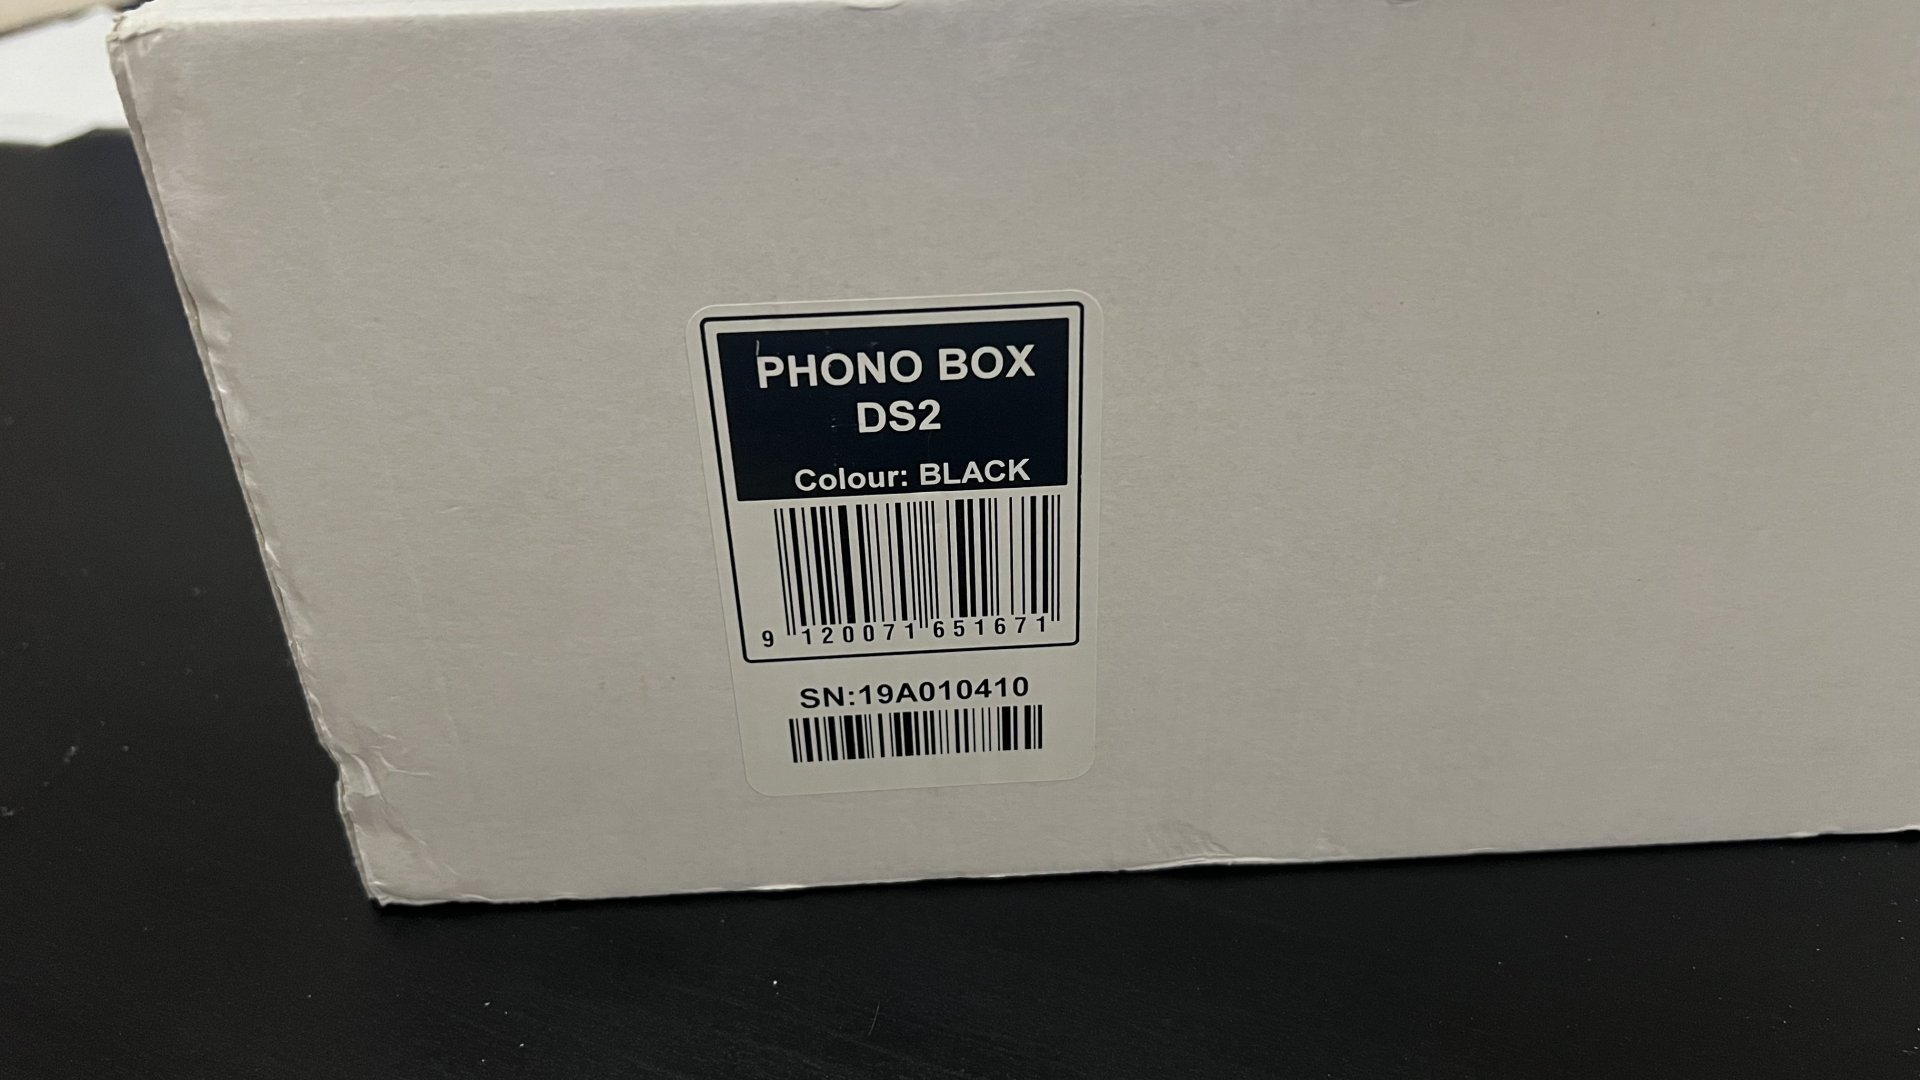 PHONO BOX
DS2
Colour: BLACK
9 120071 651671
SN:19A010410